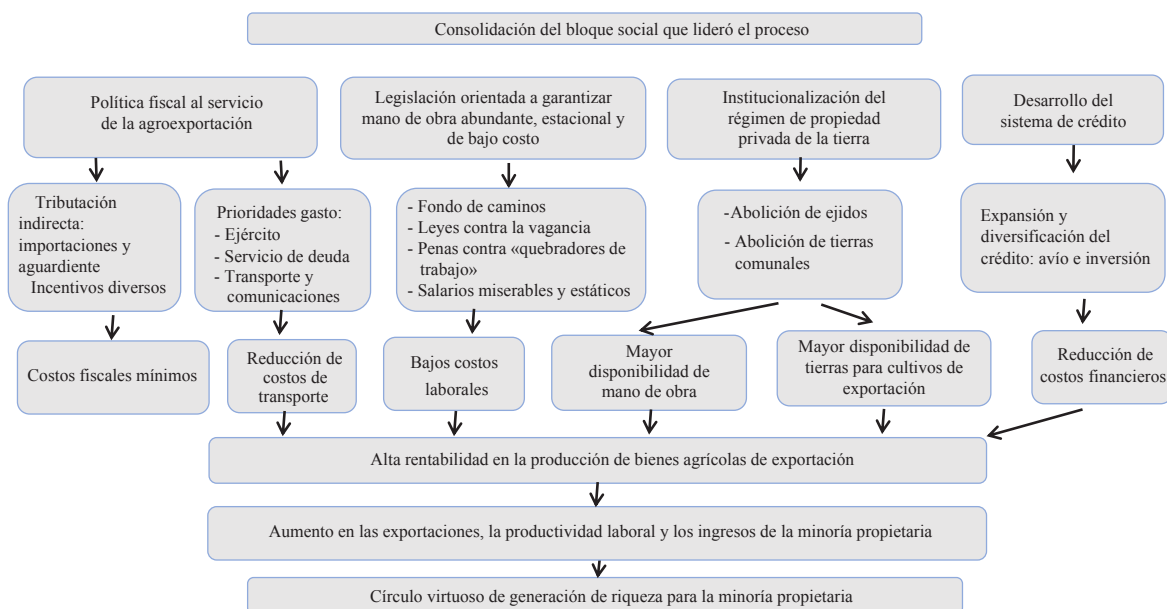 Consolidación del bloque social que lideró el proceso
Política fiscal al servicio
de la agroexportación
Legislación orientada a garantizar
mano de obra abundante, estacional y
de bajo costo
Institucionalización del
régimen de propiedad
privada de la tierra
Desarrollo del
sistema de crédito
Tributación
indirecta:
importaciones y
aguardiente
Incentivos diversos
Prioridades gasto:
- Ejército
- Servicio de deuda
- Transporte y
comunicaciones
- Fondo de caminos
- Leyes contra la vagancia
- Penas contra «quebradores de
trabajo»
- Salarios miserables y estáticos
-Abolición de ejidos
- Abolición de tierras
comunales
Expansión y
diversificación del
crédito: avío e inversión
Costos fiscales mínimos
Reducción de
costos de
transporte
Bajos costos
laborales
Mayor
disponibilidad de
mano de obra
Mayor disponibilidad de
tierras para cultivos de
exportación
Reducción de
costos financieros
Alta rentabilidad en la producción de bienes agrícolas de exportación
Aumento en las exportaciones, la productividad laboral y los ingresos de la minoría propietaria
Círculo virtuoso de generación de riqueza para la minoría propietaria